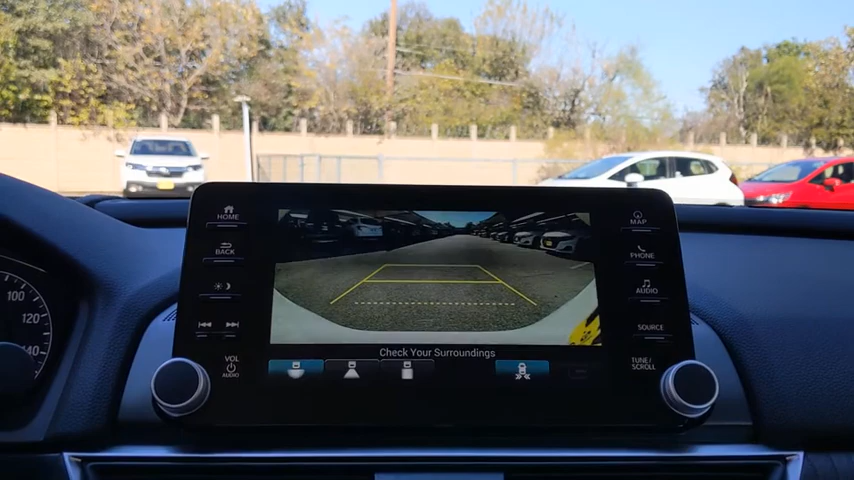 HOME
BACK
VOL
AUDIO
Check Your Surroundings
MAP
PHONE
AUDIO
SOURCE
TUNE/
SCROLL
100
120
140